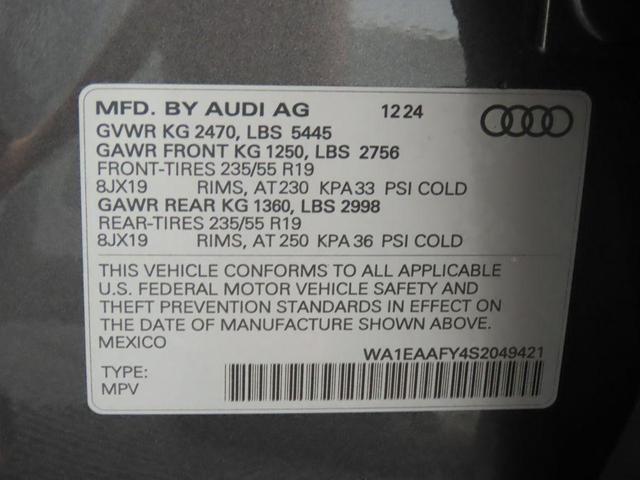 MFD. BY AUDI AG 12 24
GVWR KG 2470, LBS 5445
GAWR FRONT KG 1250, LBS 2756
FRONT-TIRES 235/55 R19
8JX19 RIMS, AT 230 KPA 33 PSI COLD
GAWR REAR KG 1360, LBS 2998
REAR-TIRES 235/55 R19
8JX19 RIMS, AT 250 KPA 36 PSI COLD
THIS VEHICLE CONFORMS TO ALL APPLICABLE
U.S. FEDERAL MOTOR VEHICLE SAFETY AND
THEFT PREVENTION STANDARDS IN EFFECT ON
THE DATE OF MANUFACTURE SHOWN ABOVE.
MEXICO
WA1EAAFY4S2049421
TYPE:
MPV